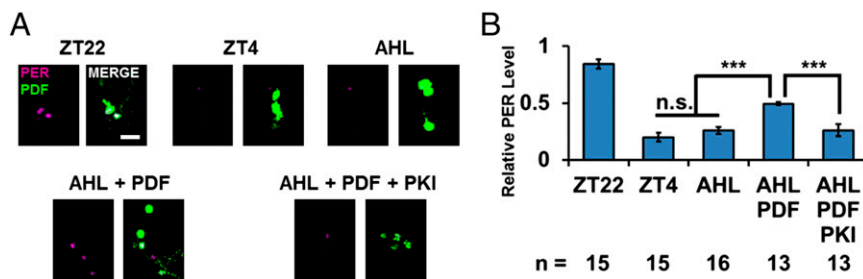 A
ZT22 ZT4 AHL
PER MERGE
PDF
AHL + PDF AHL + PDF + PKI
B
Relative PER Level
1
0.5
0
n.s. *** ***
ZT22 ZT4 AHL AHL AHL
PDF PDF
PKI
n = 15 15 16 13 13